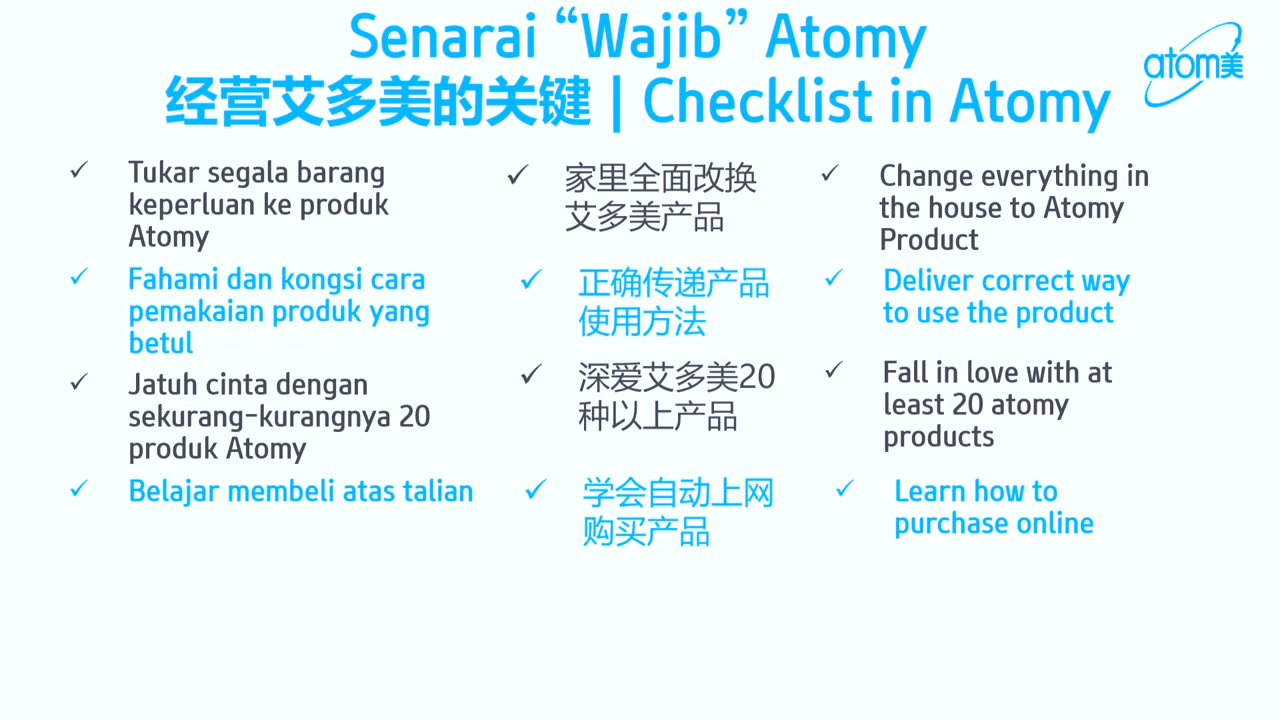 Senarai “Wajib” Atomy
经营艾多美的关键 | Checklist in Atomy
atom美
✓ Tukar segala barang
keperluan ke produk
Atomy
✓ Fahami dan kongsi cara
pemakaian produk yang
betul
✓ Jatuh cinta dengan
sekurang-kurangnya 20
produk Atomy
✓ Belajar membeli atas talian
✓ 家里全面改换
艾多美产品
✓ 正确传递产品
使用方法
✓ 深爱艾多美20
种以上产品
✓ 学会自动上网
购买产品
✓ Change everything in
the house to Atomy
Product
✓ Deliver correct way
to use the product
✓ Fall in love with at
least 20 atomy
products
✓ Learn how to
purchase online